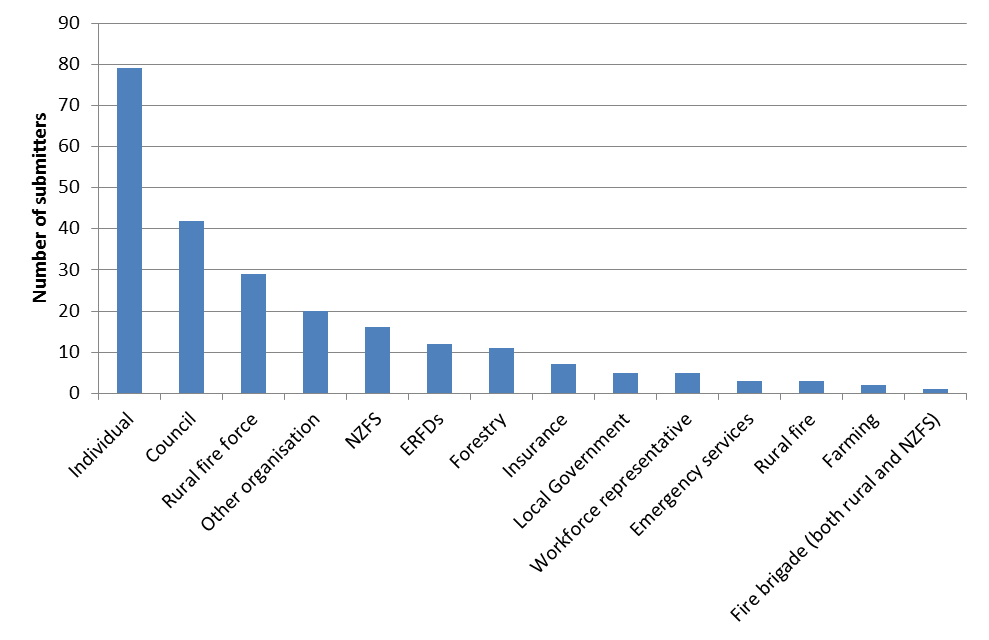 90
80
70
60
50
40
30
20
10
0
Number of submitters
Individual
Council
Rural fire force
Other organisation
NZFS
ERFDs
Forestry
Insurance
Local Government
Workforce representative
Emergency services
Rural fire
Farming
Fire brigade (both rural and NZFS)